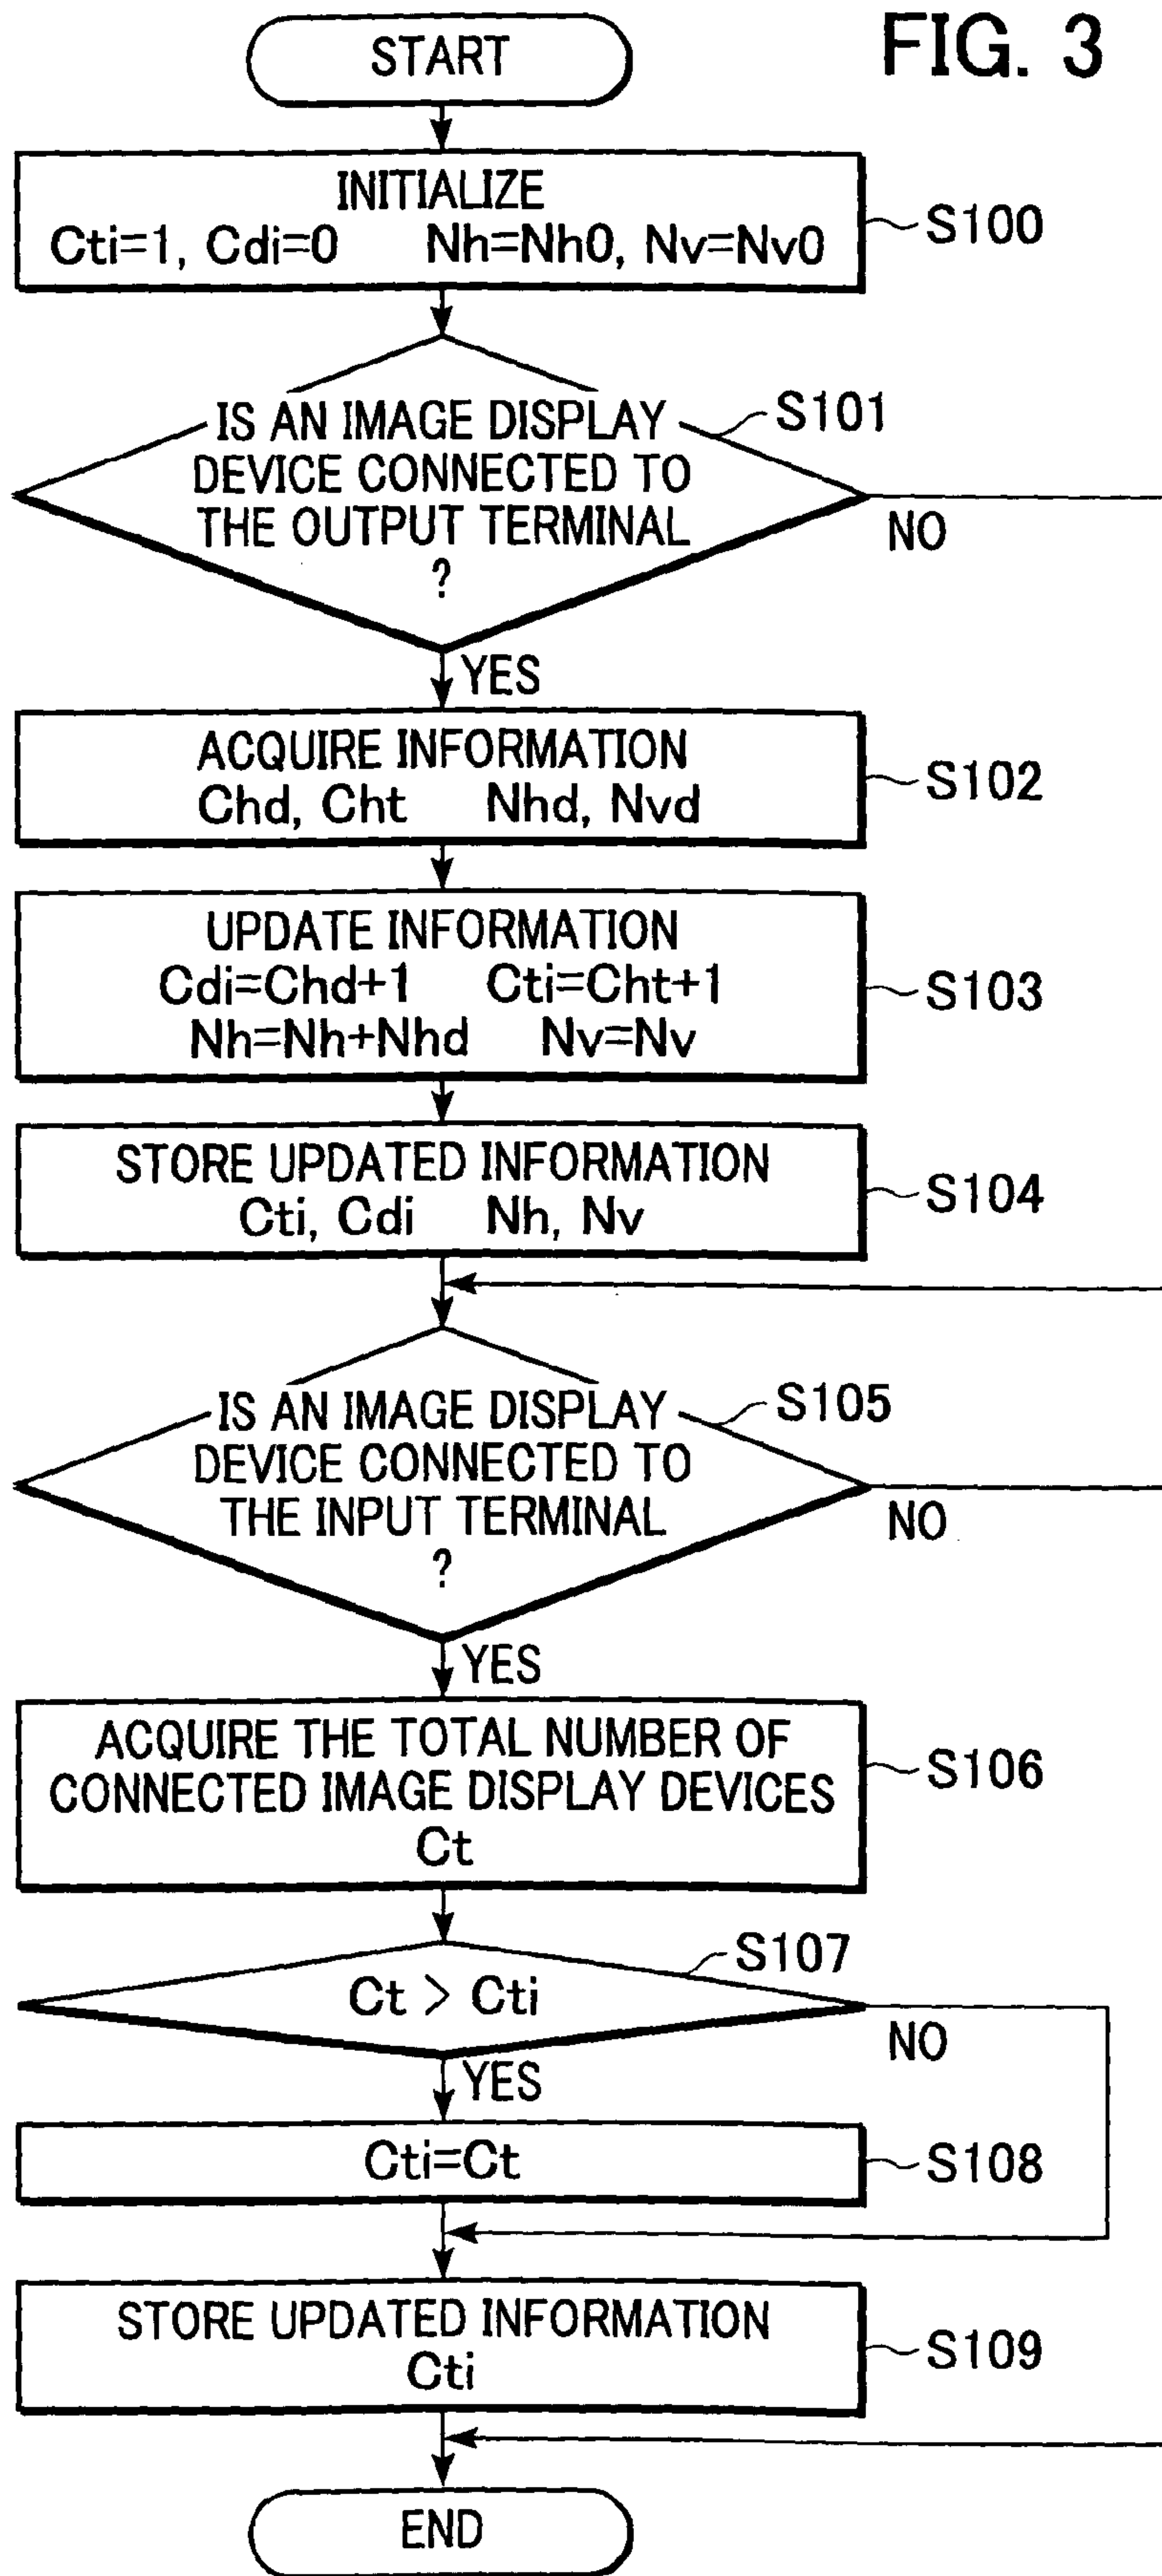 FIG. 3
START
INITIALIZE
Cti=1, Cdi=0 Nh=Nh0, Nv=Nv0
S100
IS AN IMAGE DISPLAY
DEVICE CONNECTED TO
THE OUTPUT TERMINAL
?
S101
NO
YES
ACQUIRE INFORMATION
Chd, Cht Nhd, Nvd
S102
UPDATE INFORMATION
Cdi=Chd+1 Cti=Cht+1
Nh=Nh+Nhd Nv=Nv
S103
STORE UPDATED INFORMATION
Cti, Cdi Nh, Nv
S104
IS AN IMAGE DISPLAY
DEVICE CONNECTED TO
THE INPUT TERMINAL
?
S105
NO
YES
ACQUIRE THE TOTAL NUMBER OF
CONNECTED IMAGE DISPLAY DEVICES
Ct
S106
Ct > Cti
S107
NO
YES
Cti=Ct
S108
STORE UPDATED INFORMATION
Cti
S109
END